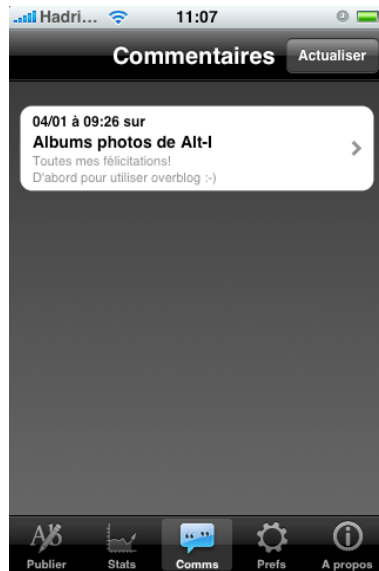 Hadri... 11:07
Commentaires Actualiser
04/01 à 09:26 sur
Albums photos de Alt-I
Toutes mes félicitations!
D'abord pour utiliser overblog :-)
Publier Stats Comms Prefs A propos